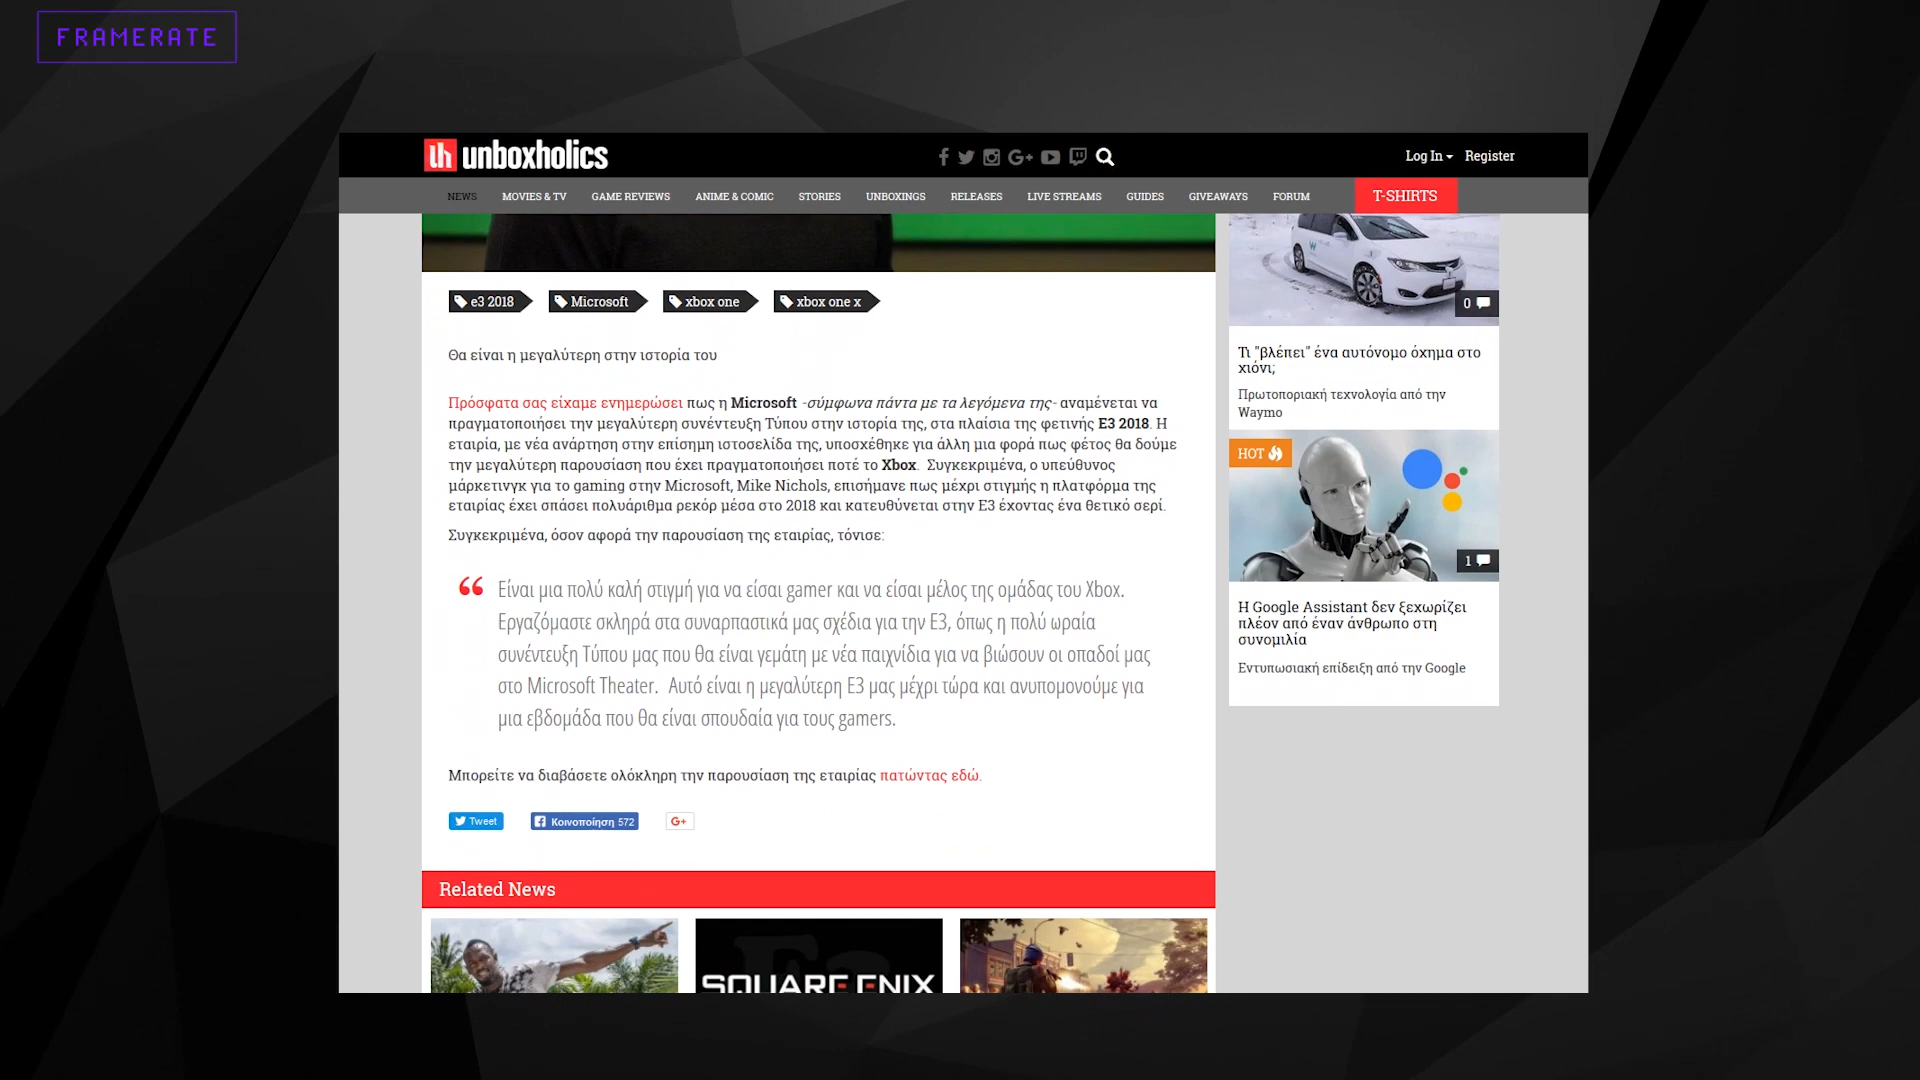 FRAMERATE
uh unboxholics
Log In Register
NEWS MOVIES & TV GAME REVIEWS ANIME & COMIC STORIES UNBOXINGS RELEASES LIVE STREAMS GUIDES GIVEAWAYS FORUM T-SHIRTS
e3 2018 Microsoft xbox one xbox one x
Θα είναι η μεγαλύτερη στην ιστορία του
Πρόσφατα σας είχαμε ενημερώσει πως η Microsoft -σύμφωνα πάντα με τα λεγόμενα της- αναμένεται να
πραγματοποιήσει την μεγαλύτερη συνέντευξη Τύπου στην ιστορία της, στα πλαίσια της φετινής E3 2018. Η
εταιρία, με νέα ανάρτηση στην επίσημη ιστοσελίδα της, υποσχέθηκε για άλλη μια φορά πως φέτος θα δούμε
την μεγαλύτερη παρουσίαση που έχει πραγματοποιήσει ποτέ το Xbox. Συγκεκριμένα, ο υπεύθυνος
μάρκετινγκ για το gaming στην Microsoft, Mike Nichols, επισήμανε πως μέχρι στιγμής η πλατφόρμα της
εταιρίας έχει σπάσει πολυάριθμα ρεκόρ μέσα στο 2018 και κατευθύνεται στην E3 έχοντας ένα θετικό σερί.
Συγκεκριμένα, όσον αφορά την παρουσίαση της εταιρίας, τόνισε:
“ Είναι μια πολύ καλή στιγμή για να είσαι gamer και να είσαι μέλος της ομάδας του Xbox.
Εργαζόμαστε σκληρά στα συναρπαστικά μας σχέδια για την E3, όπως η πολύ ωραία
συνέντευξη Τύπου μας που θα είναι γεμάτη με νέα παιχνίδια για να βιώσουν οι οπαδοί μας
στο Microsoft Theater. Αυτό είναι η μεγαλύτερη E3 μας μέχρι τώρα και ανυπομονούμε για
μια εβδομάδα που θα είναι σπουδαία για τους gamers.
Μπορείτε να διαβάσετε ολόκληρη την παρουσίαση της εταιρίας πατώντας εδώ.
Tweet Κοινοποίηση 572 G+
Related News
SQUARE ENIX
0
Τι "βλέπει" ένα αυτόνομο όχημα στο
χιόνι;
Πρωτοποριακή τεχνολογία από την
Waymo
HOT
1
Η Google Assistant δεν ξεχωρίζει
πλέον από έναν άνθρωπο στη
συνομιλία
Εντυπωσιακή επίδειξη από την Google